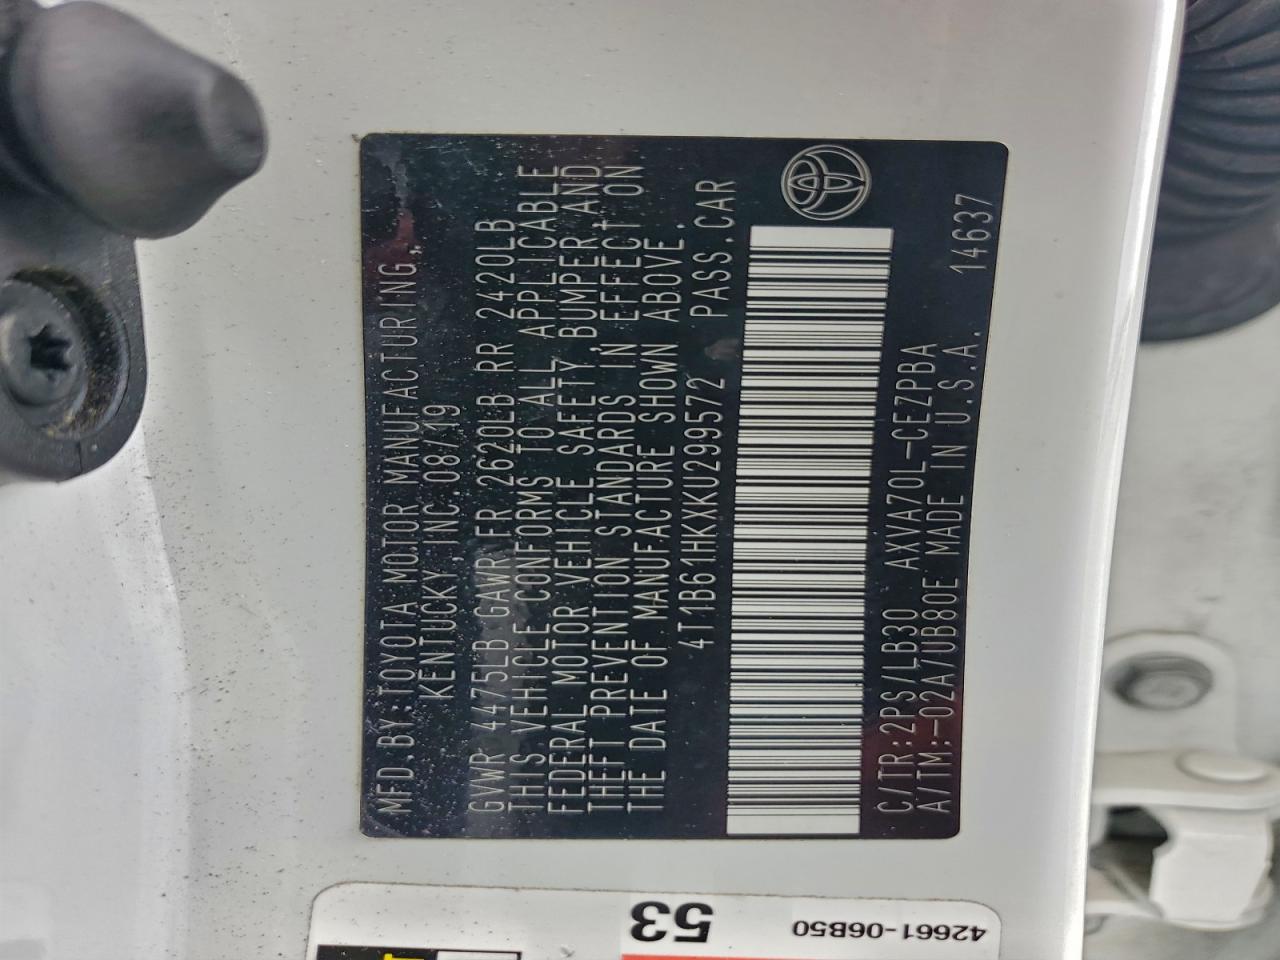 MFD.BY:TOYOTA MOTOR MANUFACTURING,
KENTUCKY,INC.08/19
GVWR 4475LB GAWR FR 2620LB RR 2420LB
THIS VEHICLE CONFORMS TO ALL APPLICABLE
FEDERAL MOTOR VEHICLE SAFETY, BUMPER AND
THEFT PREVENTION STANDARDS IN EFFECT ON
THE DATE OF MANUFACTURE SHOWN ABOVE.
4T1B61HKXKU299572 PASS.CAR
C/TR:2PS/LB30 AXVA70L-CEZPBA
A/TM:-02A/UB80E MADE IN U.S.A. 14637
53
42661-06B50